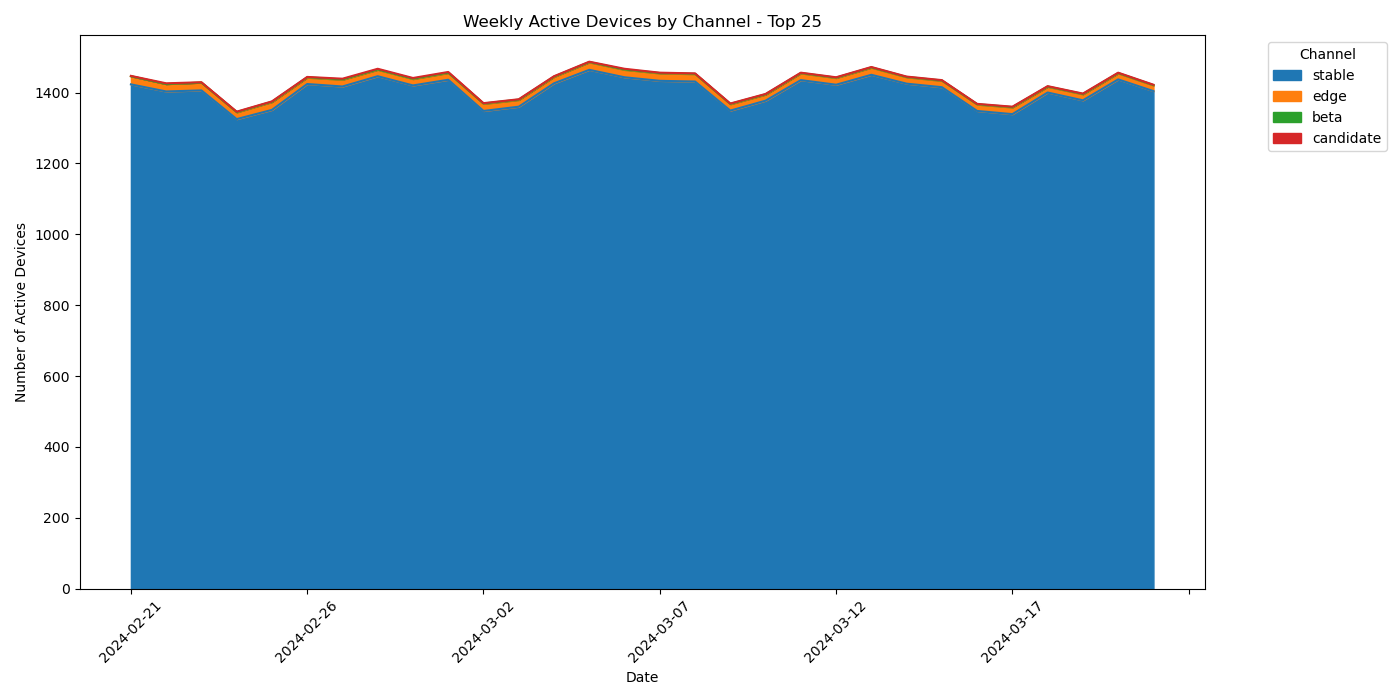 Weekly Active Devices by Channel - Top 25
Number of Active Devices
1400
1200
1000
800
600
400
200
0
2024-02-21
2024-02-26
2024-03-02
2024-03-07
2024-03-12
2024-03-17
Date
Channel
stable
edge
beta
candidate